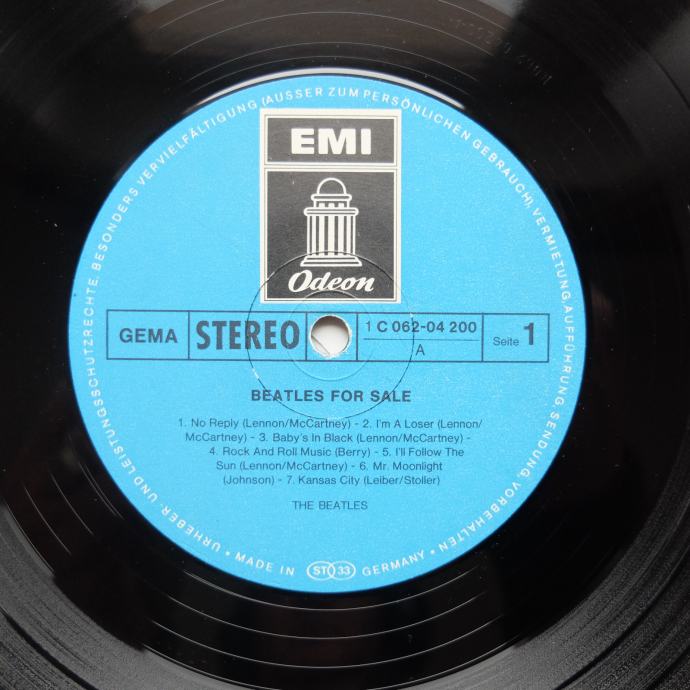 URHEBER UND LEISTUNGSSCHUTZRECHTE, BESONDERS VERVIELFÄLTIGUNG (AUSSER ZUM PERSÖNLICHEN GEBRAUCH), VERMIETUNG, AUFFÜHRUNG, SENDUNG, VORBEHALTEN •
EMI
Odeon
GEMA STEREO 1 C 062-04 200 Seite 1
A
BEATLES FOR SALE
1. No Reply (Lennon/McCartney) - 2. I'm A Loser (Lennon/
McCartney) - 3. Baby's In Black (Lennon/McCartney) -
4. Rock And Roll Music (Berry) - 5. I'll Follow The
Sun (Lennon/McCartney) - 6. Mr. Moonlight
(Johnson) - 7. Kansas City (Leiber/Stoller)
THE BEATLES
• MADE IN ST 33 GERMANY •